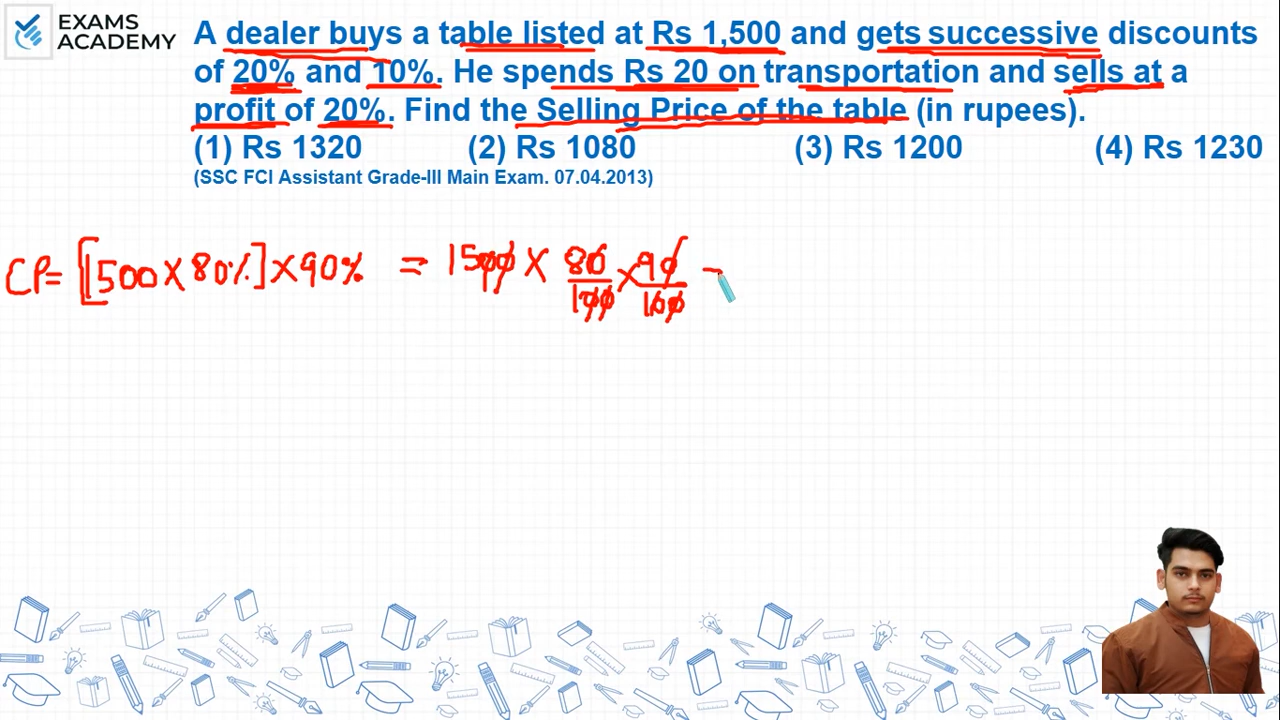 EXAMS
ACADEMY
A dealer buys a table listed at Rs 1,500 and gets successive discounts
of 20% and 10%. He spends Rs 20 on transportation and sells at a
profit of 20%. Find the Selling Price of the table (in rupees).
(1) Rs 1320 (2) Rs 1080 (3) Rs 1200 (4) Rs 1230
(SSC FCI Assistant Grade-III Main Exam. 07.04.2013)
CP= [1500 X 80%] X 90% = 1500 X 80/100 X 90/100 =